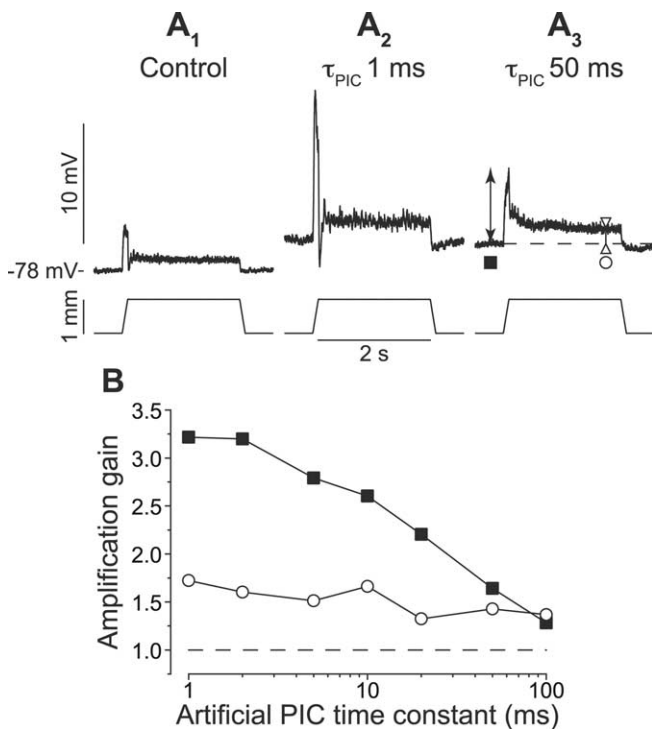 A1 A2 A3
Control τPIC 1 ms τPIC 50 ms
10 mV
-78 mV-
1 mm
2 s
B
Amplification gain
3.5
3.0
2.5
2.0
1.5
1.0
1 10 100
Artificial PIC time constant (ms)